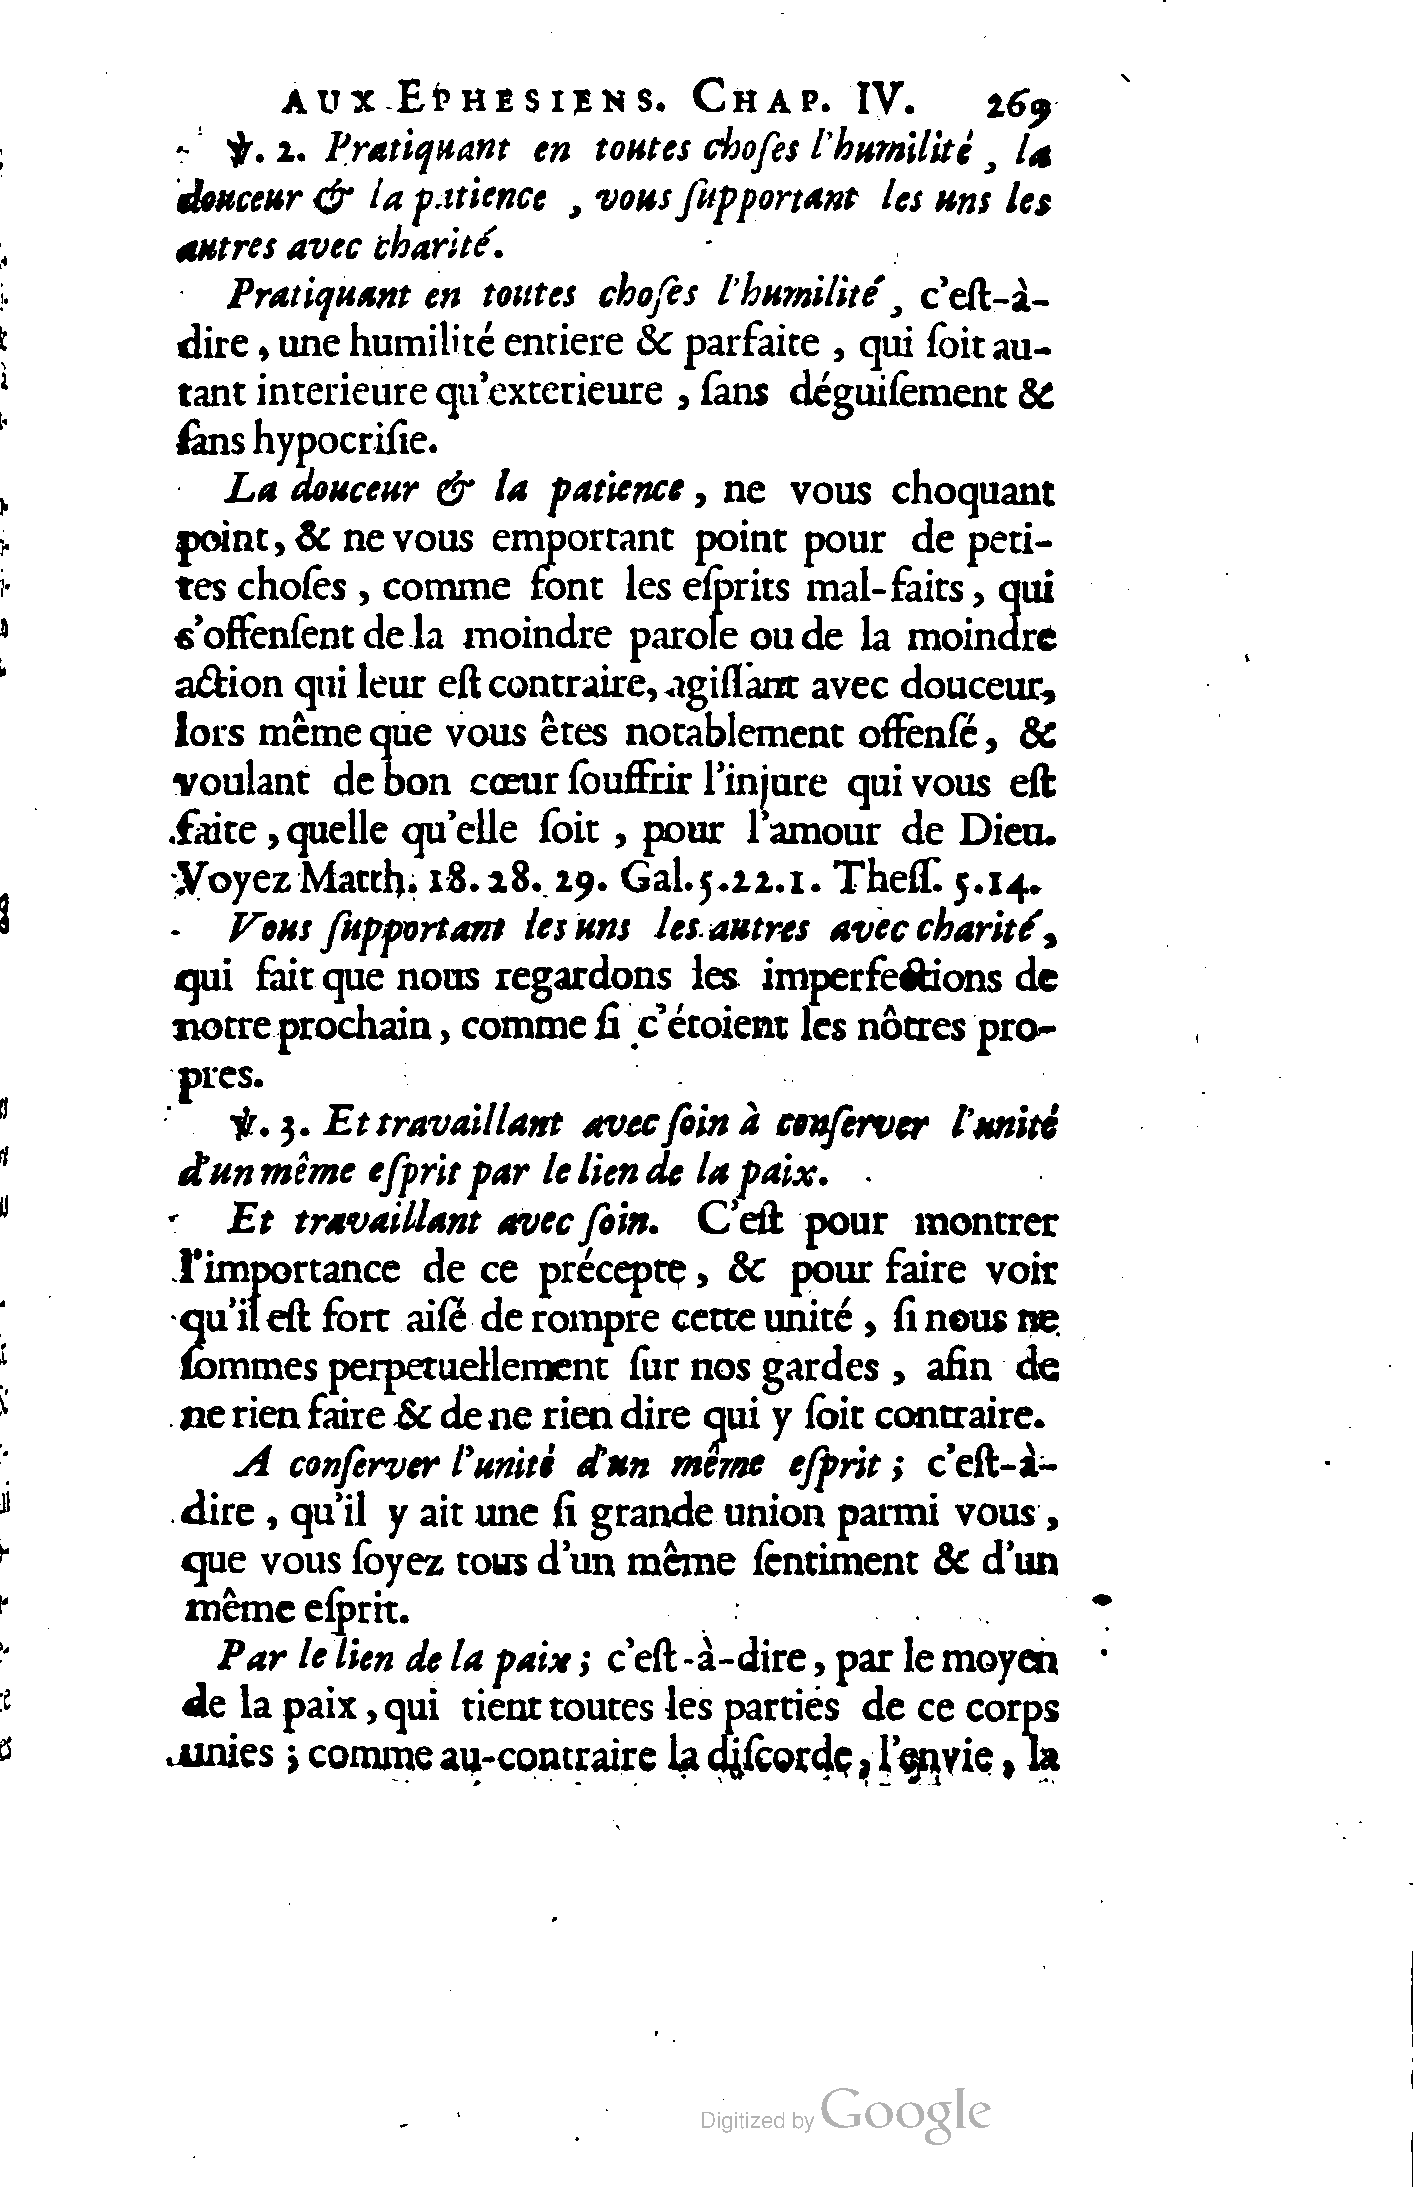 AUX EPHESIENS. CHAP. IV. 269
℣. 2. Pratiquant en toutes choſes l'humilité, la
douceur & la patience, vous ſupportant les uns les
autres avec charité.
Pratiquant en toutes choſes l'humilité, c'eſt-à-
dire, une humilité entiere & parfaite, qui ſoit au-
tant interieure qu'exterieure, ſans déguiſement &
ſans hypocriſie.
La douceur & la patience, ne vous choquant
point, & ne vous emportant point pour de peti-
tes choſes, comme font les eſprits mal-faits, qui
s'offenſent de la moindre parole ou de la moindre
action qui leur eſt contraire, agiſſant avec douceur,
lors même que vous êtes notablement offenſé, &
voulant de bon cœur ſouffrir l'injure qui vous eſt
faite, quelle qu'elle ſoit, pour l'amour de Dieu.
Voyez Matth. 18. 28. 29. Gal. 5. 22. 1. Theſſ. 5. 14.
Vous ſupportant les uns les autres avec charité,
qui fait que nous regardons les imperfections de
notre prochain, comme ſi c'étoient les nôtres pro-
pres.
℣. 3. Et travaillant avec ſoin à conſerver l'unité
d'un même eſprit par le lien de la paix.
Et travaillant avec ſoin. C'eſt pour montrer
l'importance de ce précepte, & pour faire voir
qu'il eſt fort aiſé de rompre cette unité, ſi nous ne
ſommes perpetuellement ſur nos gardes, afin de
ne rien faire & de ne rien dire qui y ſoit contraire.
A conſerver l'unité d'un même eſprit; c'eſt-à-
dire, qu'il y ait une ſi grande union parmi vous,
que vous ſoyez tous d'un même ſentiment & d'un
même eſprit.
Par le lien de la paix; c'eſt-à-dire, par le moyen
de la paix, qui tient toutes les parties de ce corps
unies; comme au-contraire la diſcorde, l'envie, la
Digitized by Google